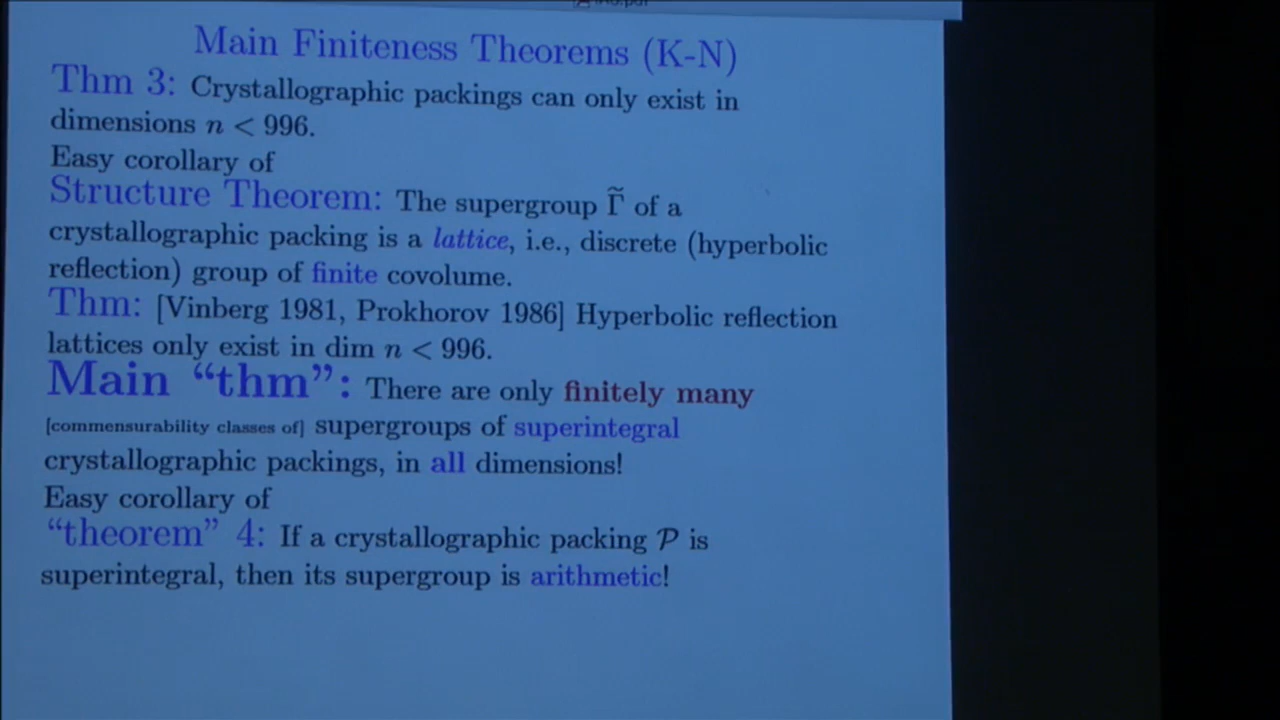 Main Finiteness Theorems (K-N)
Thm 3: Crystallographic packings can only exist in
dimensions n < 996.
Easy corollary of
Structure Theorem: The supergroup Γ̃ of a
crystallographic packing is a lattice, i.e., discrete (hyperbolic
reflection) group of finite covolume.
Thm: [Vinberg 1981, Prokhorov 1986] Hyperbolic reflection
lattices only exist in dim n < 996.
Main “thm”: There are only finitely many
[commensurability classes of] supergroups of superintegral
crystallographic packings, in all dimensions!
Easy corollary of
“theorem” 4: If a crystallographic packing 𝒫 is
superintegral, then its supergroup is arithmetic!